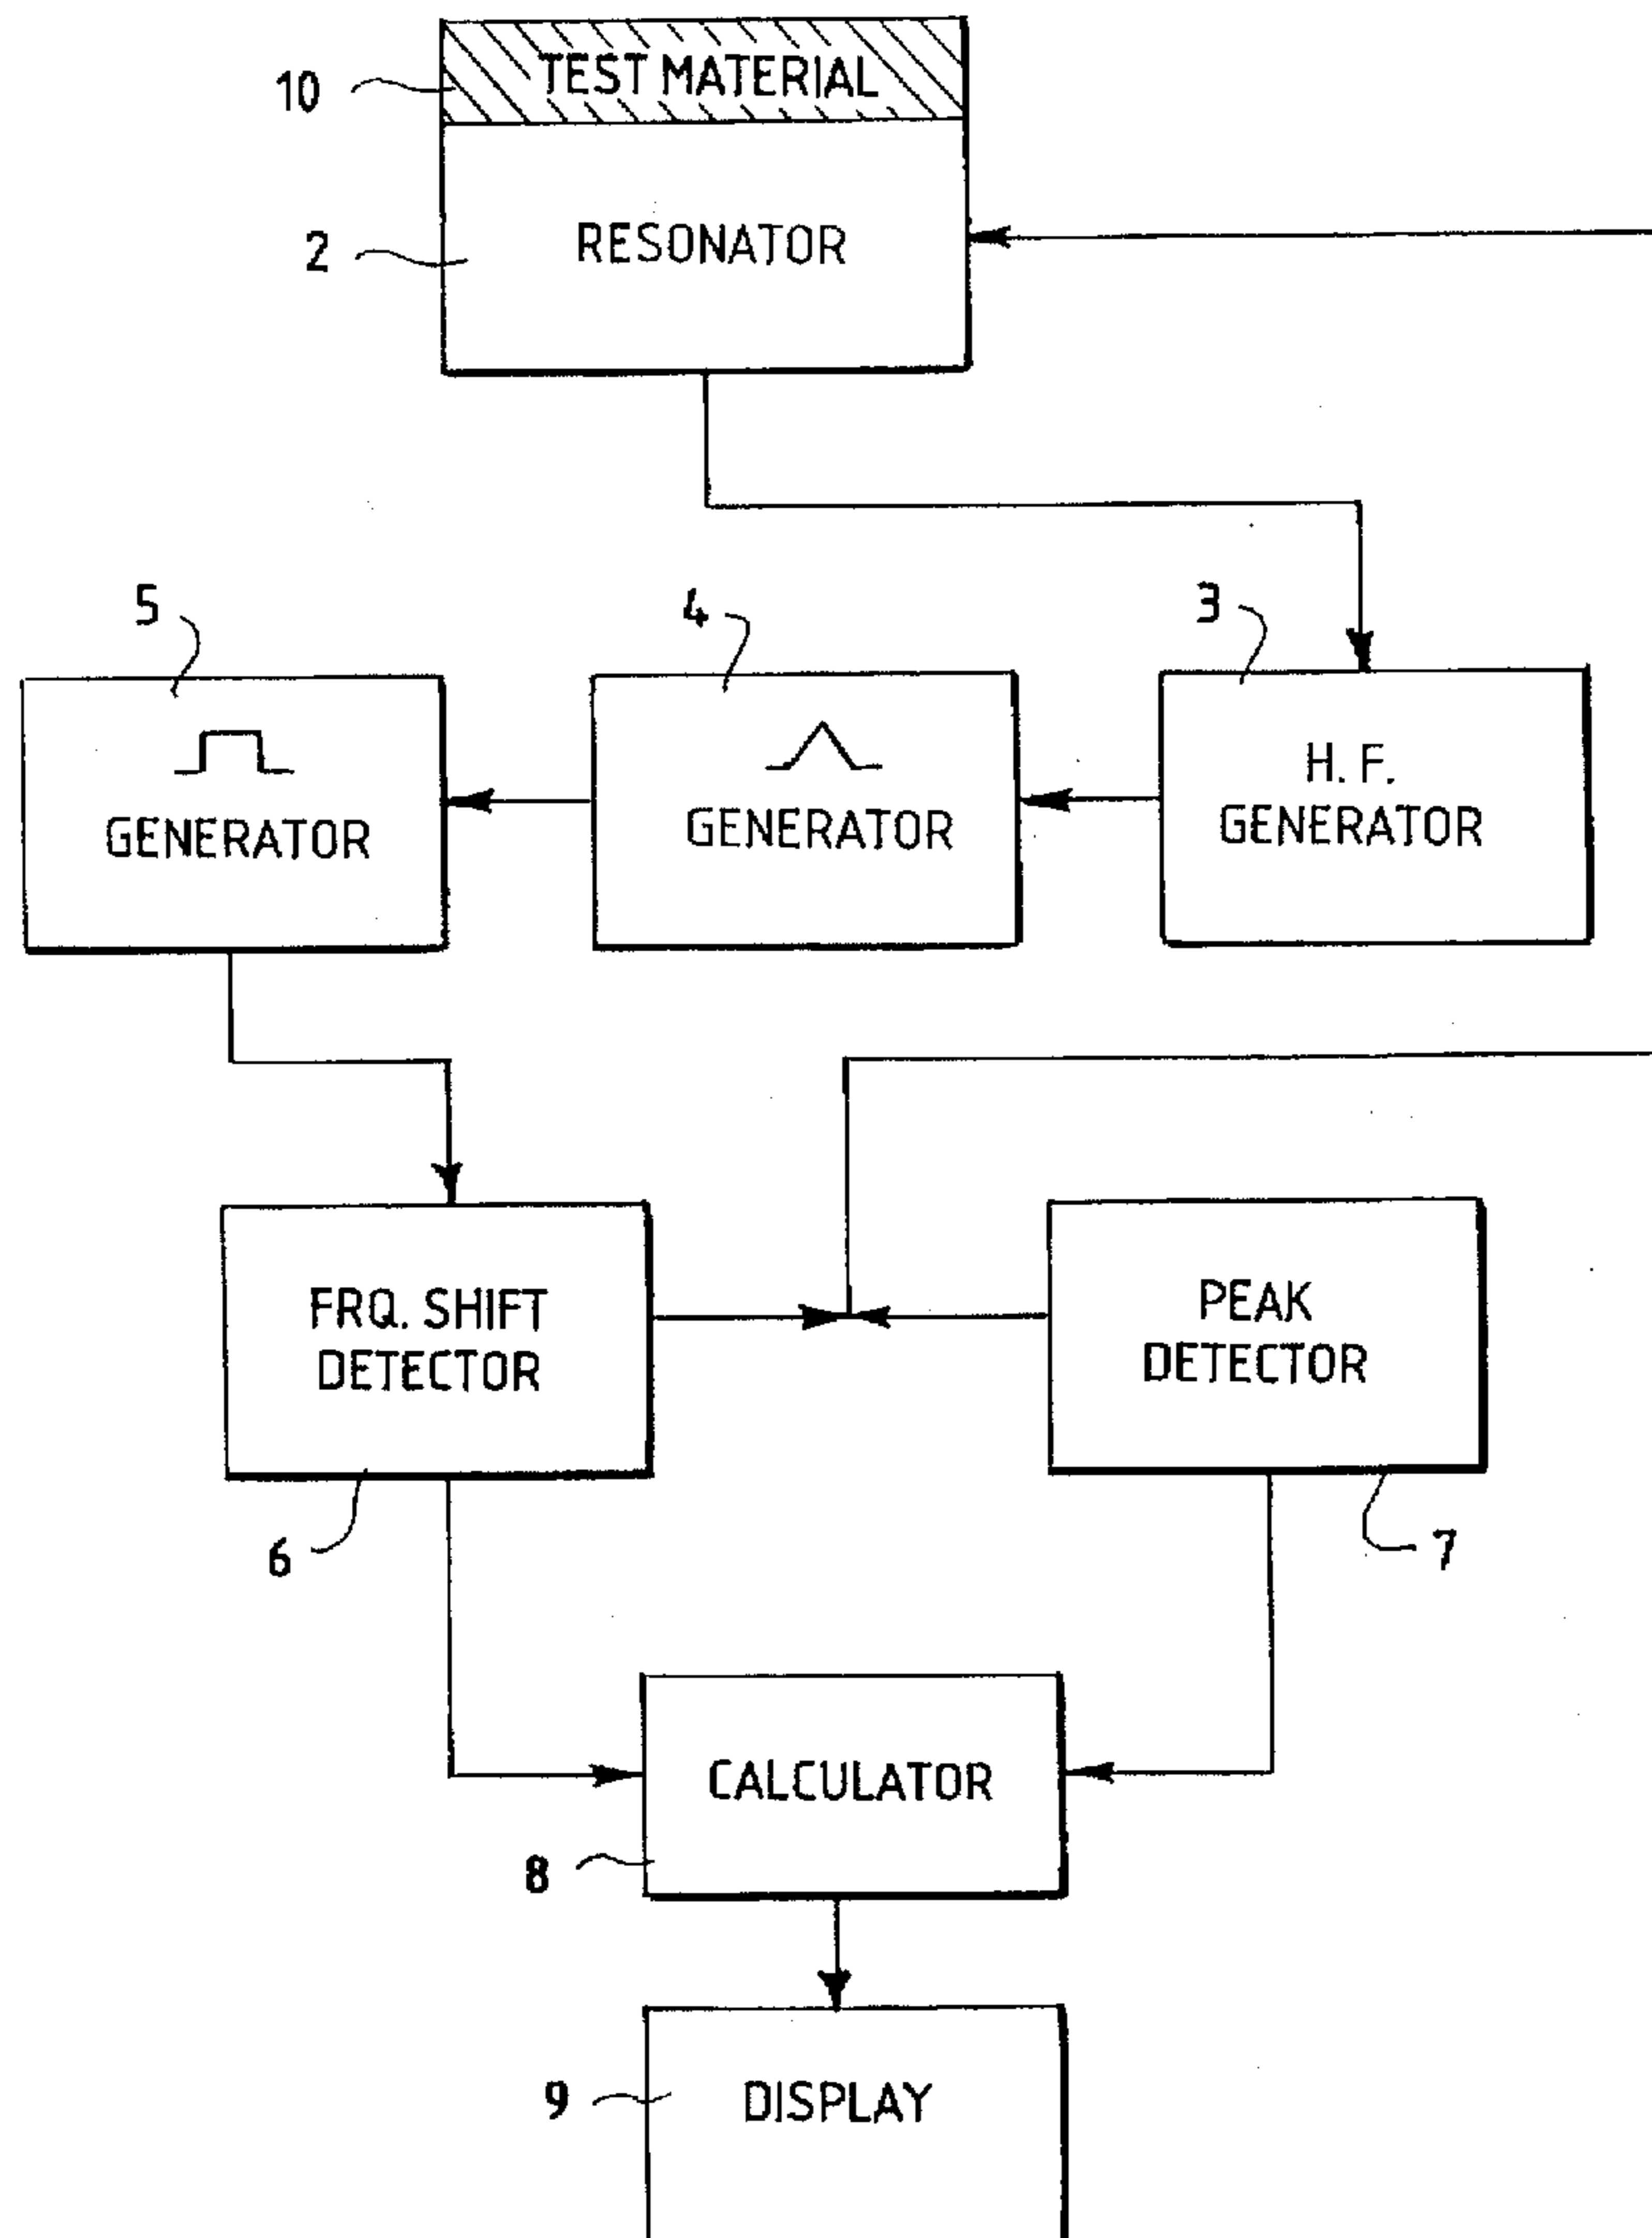 10
TEST MATERIAL
2
RESONATOR
5
4
3
GENERATOR
GENERATOR
H. F.
GENERATOR
FRQ. SHIFT
DETECTOR
PEAK
DETECTOR
6
7
CALCULATOR
8
9
DISPLAY